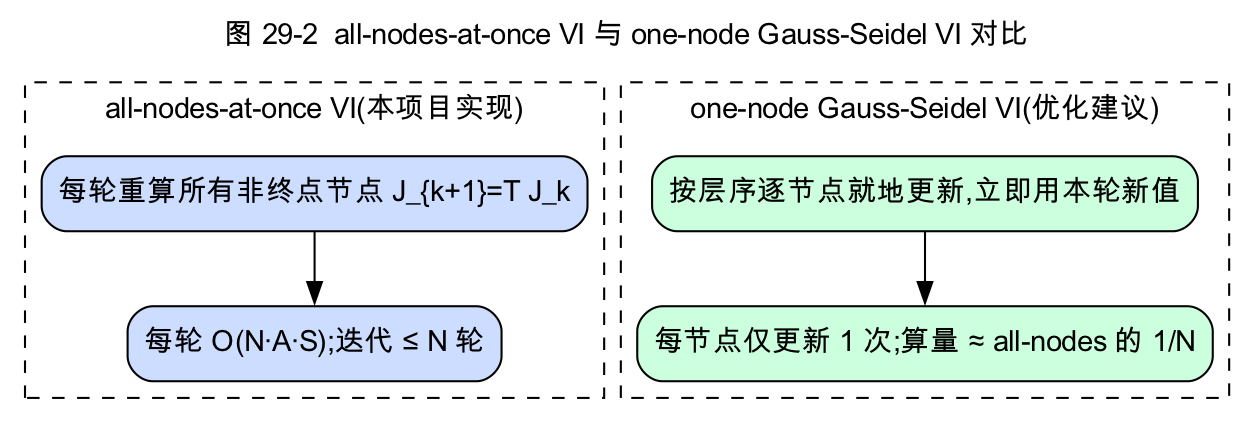 图 29-2  all-nodes-at-once VI 与 one-node Gauss-Seidel VI 对比
all-nodes-at-once VI(本项目实现)
每轮重算所有非终点节点 J_{k+1}=T J_k
每轮 O(N·A·S);迭代 ≤ N 轮
one-node Gauss-Seidel VI(优化建议)
按层序逐节点就地更新,立即用本轮新值
每节点仅更新 1 次;算量 ≈ all-nodes 的 1/N